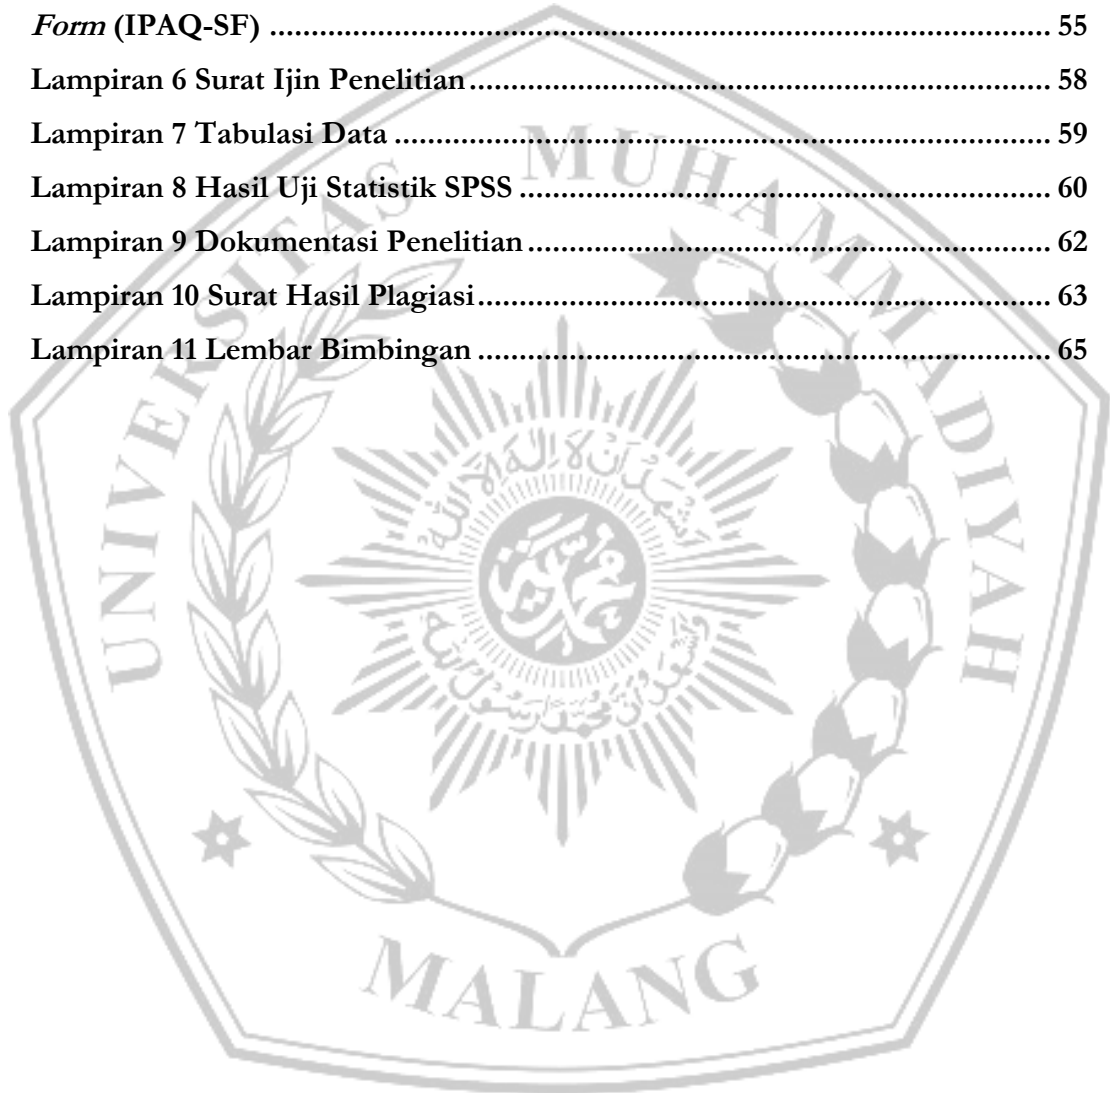 Form (IPAQ-SF) ............................................................................................... 55
Lampiran 6 Surat Ijin Penelitian ....................................................................... 58
Lampiran 7 Tabulasi Data ................................................................................ 59
Lampiran 8 Hasil Uji Statistik SPSS ................................................................. 60
Lampiran 9 Dokumentasi Penelitian ................................................................ 62
Lampiran 10 Surat Hasil Plagiasi ...................................................................... 63
Lampiran 11 Lembar Bimbingan ...................................................................... 65
UNIVERSITAS MUHAMMADIYAH
MALANG